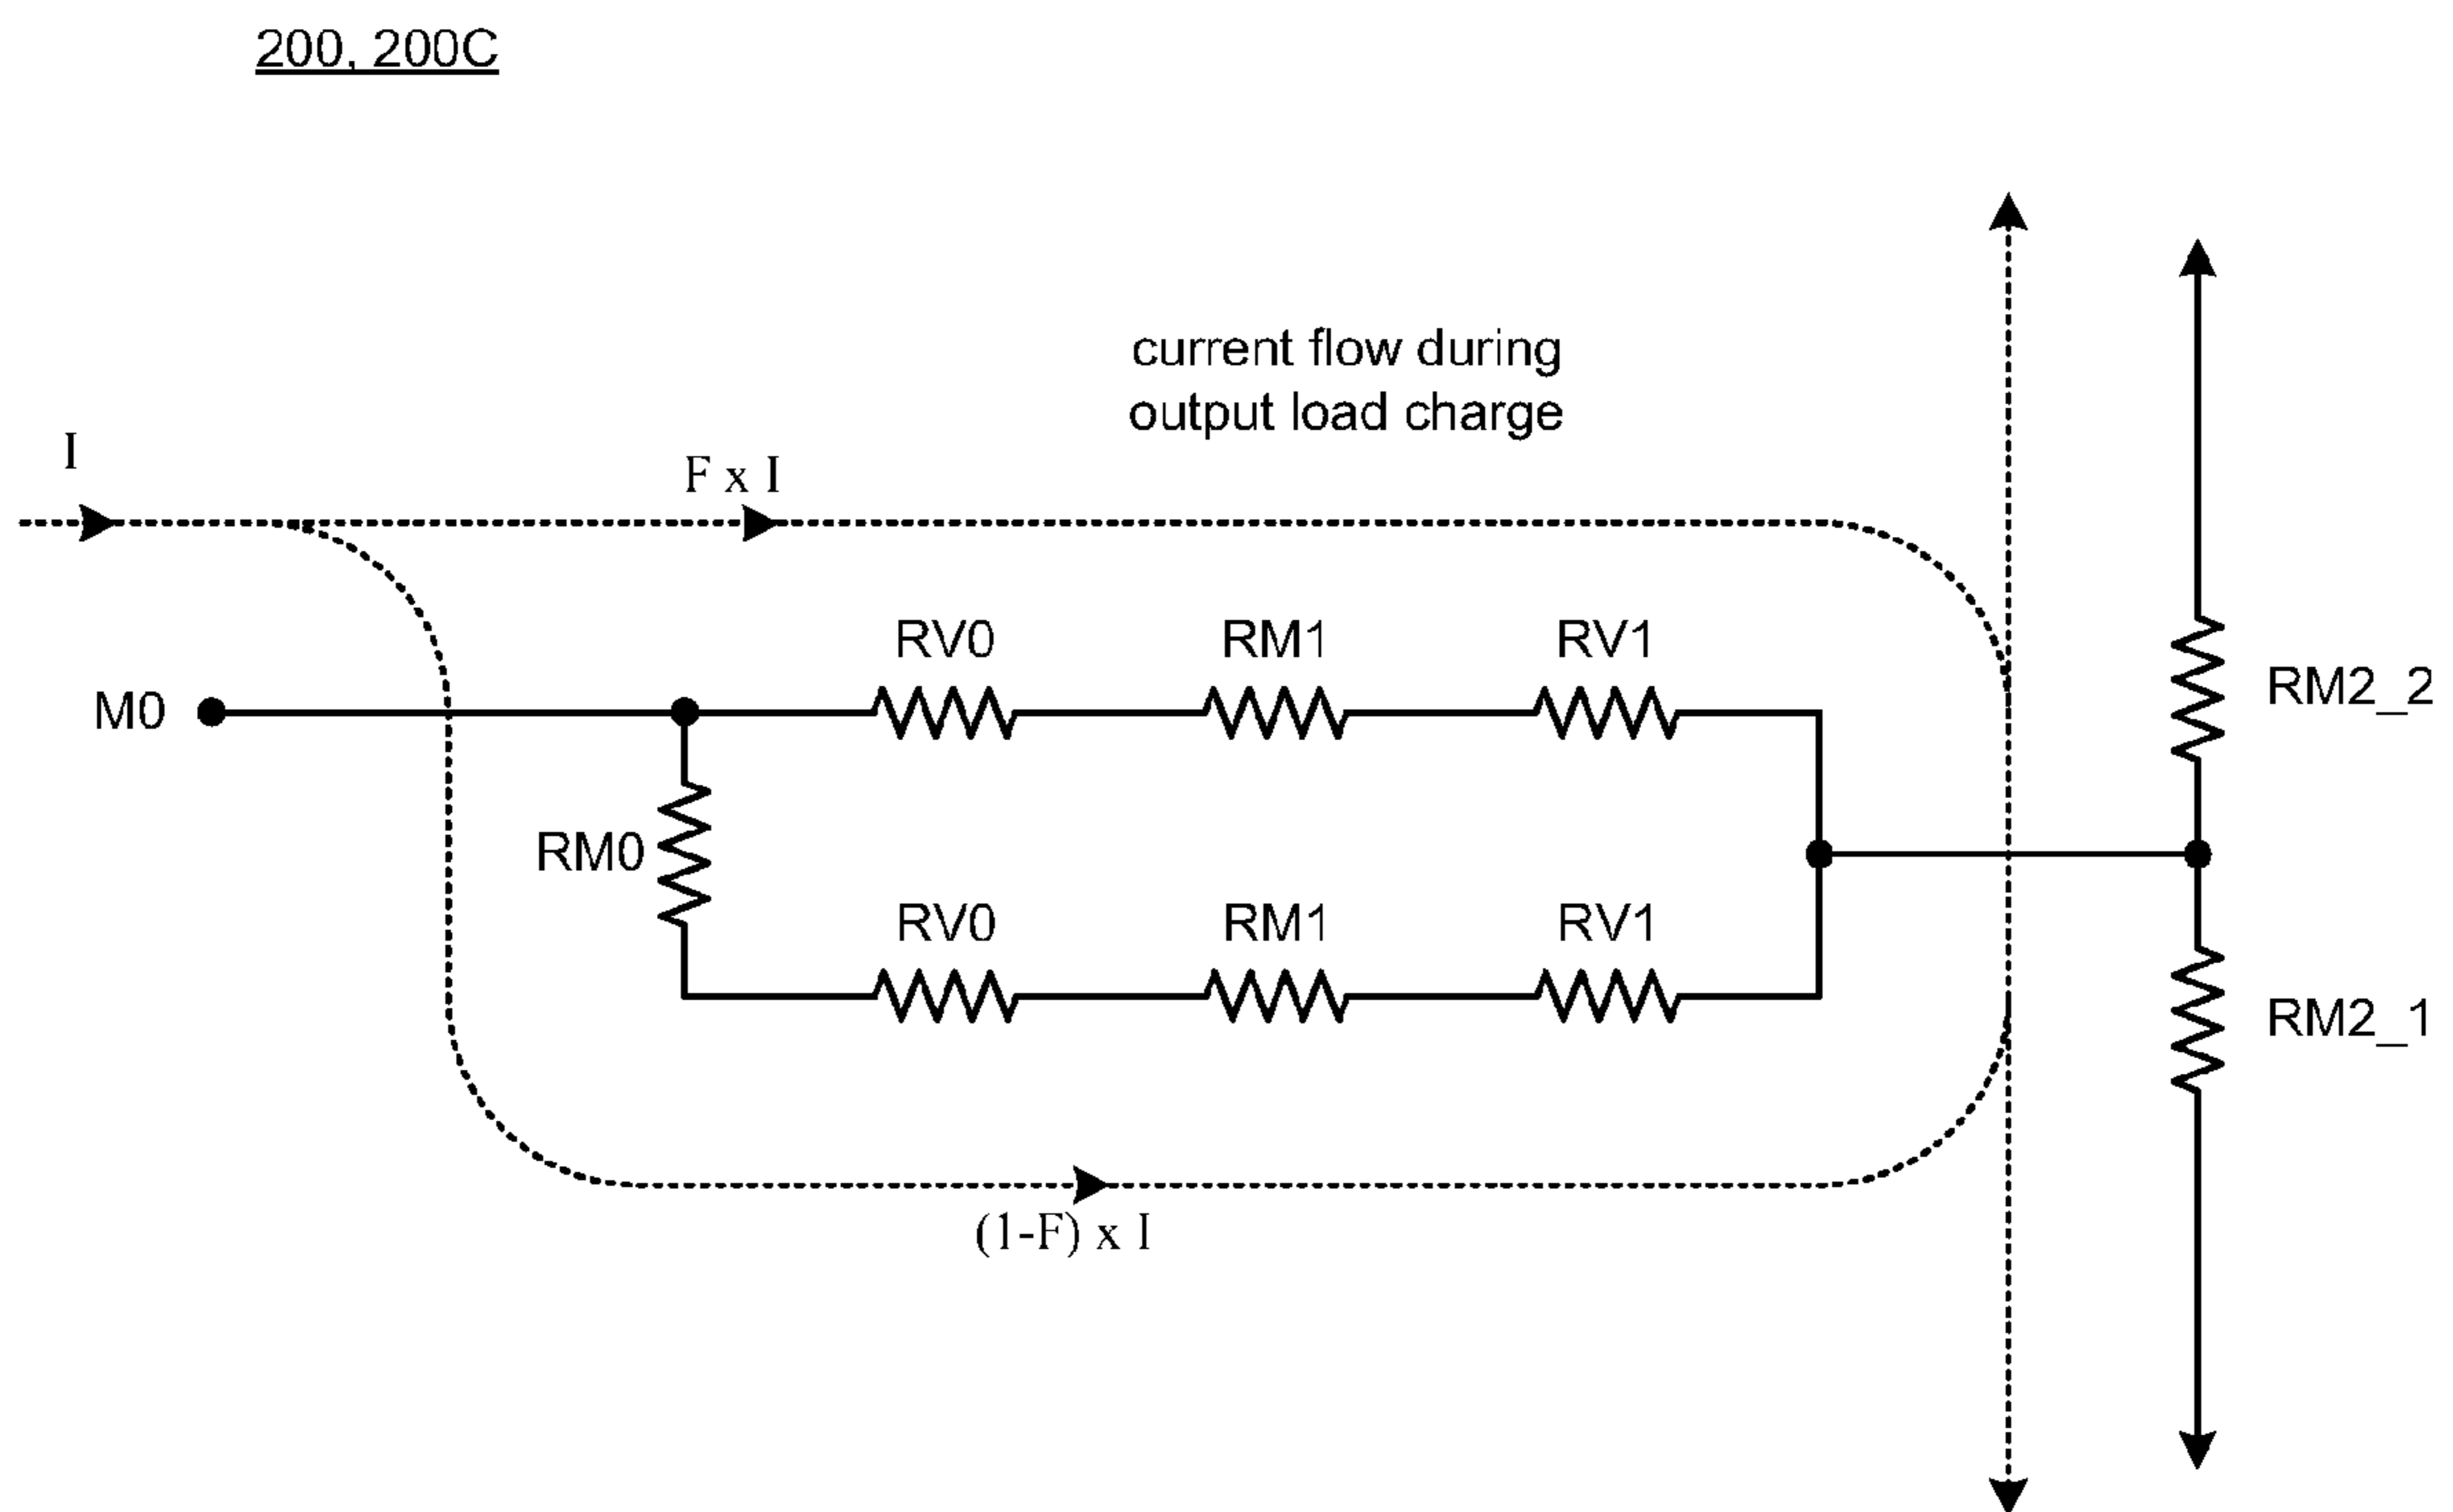 200, 200C
current flow during
output load charge
I
F x I
RV0 RM1 RV1
M0
RM2_2
RM0
RV0 RM1 RV1
RM2_1
(1-F) x I